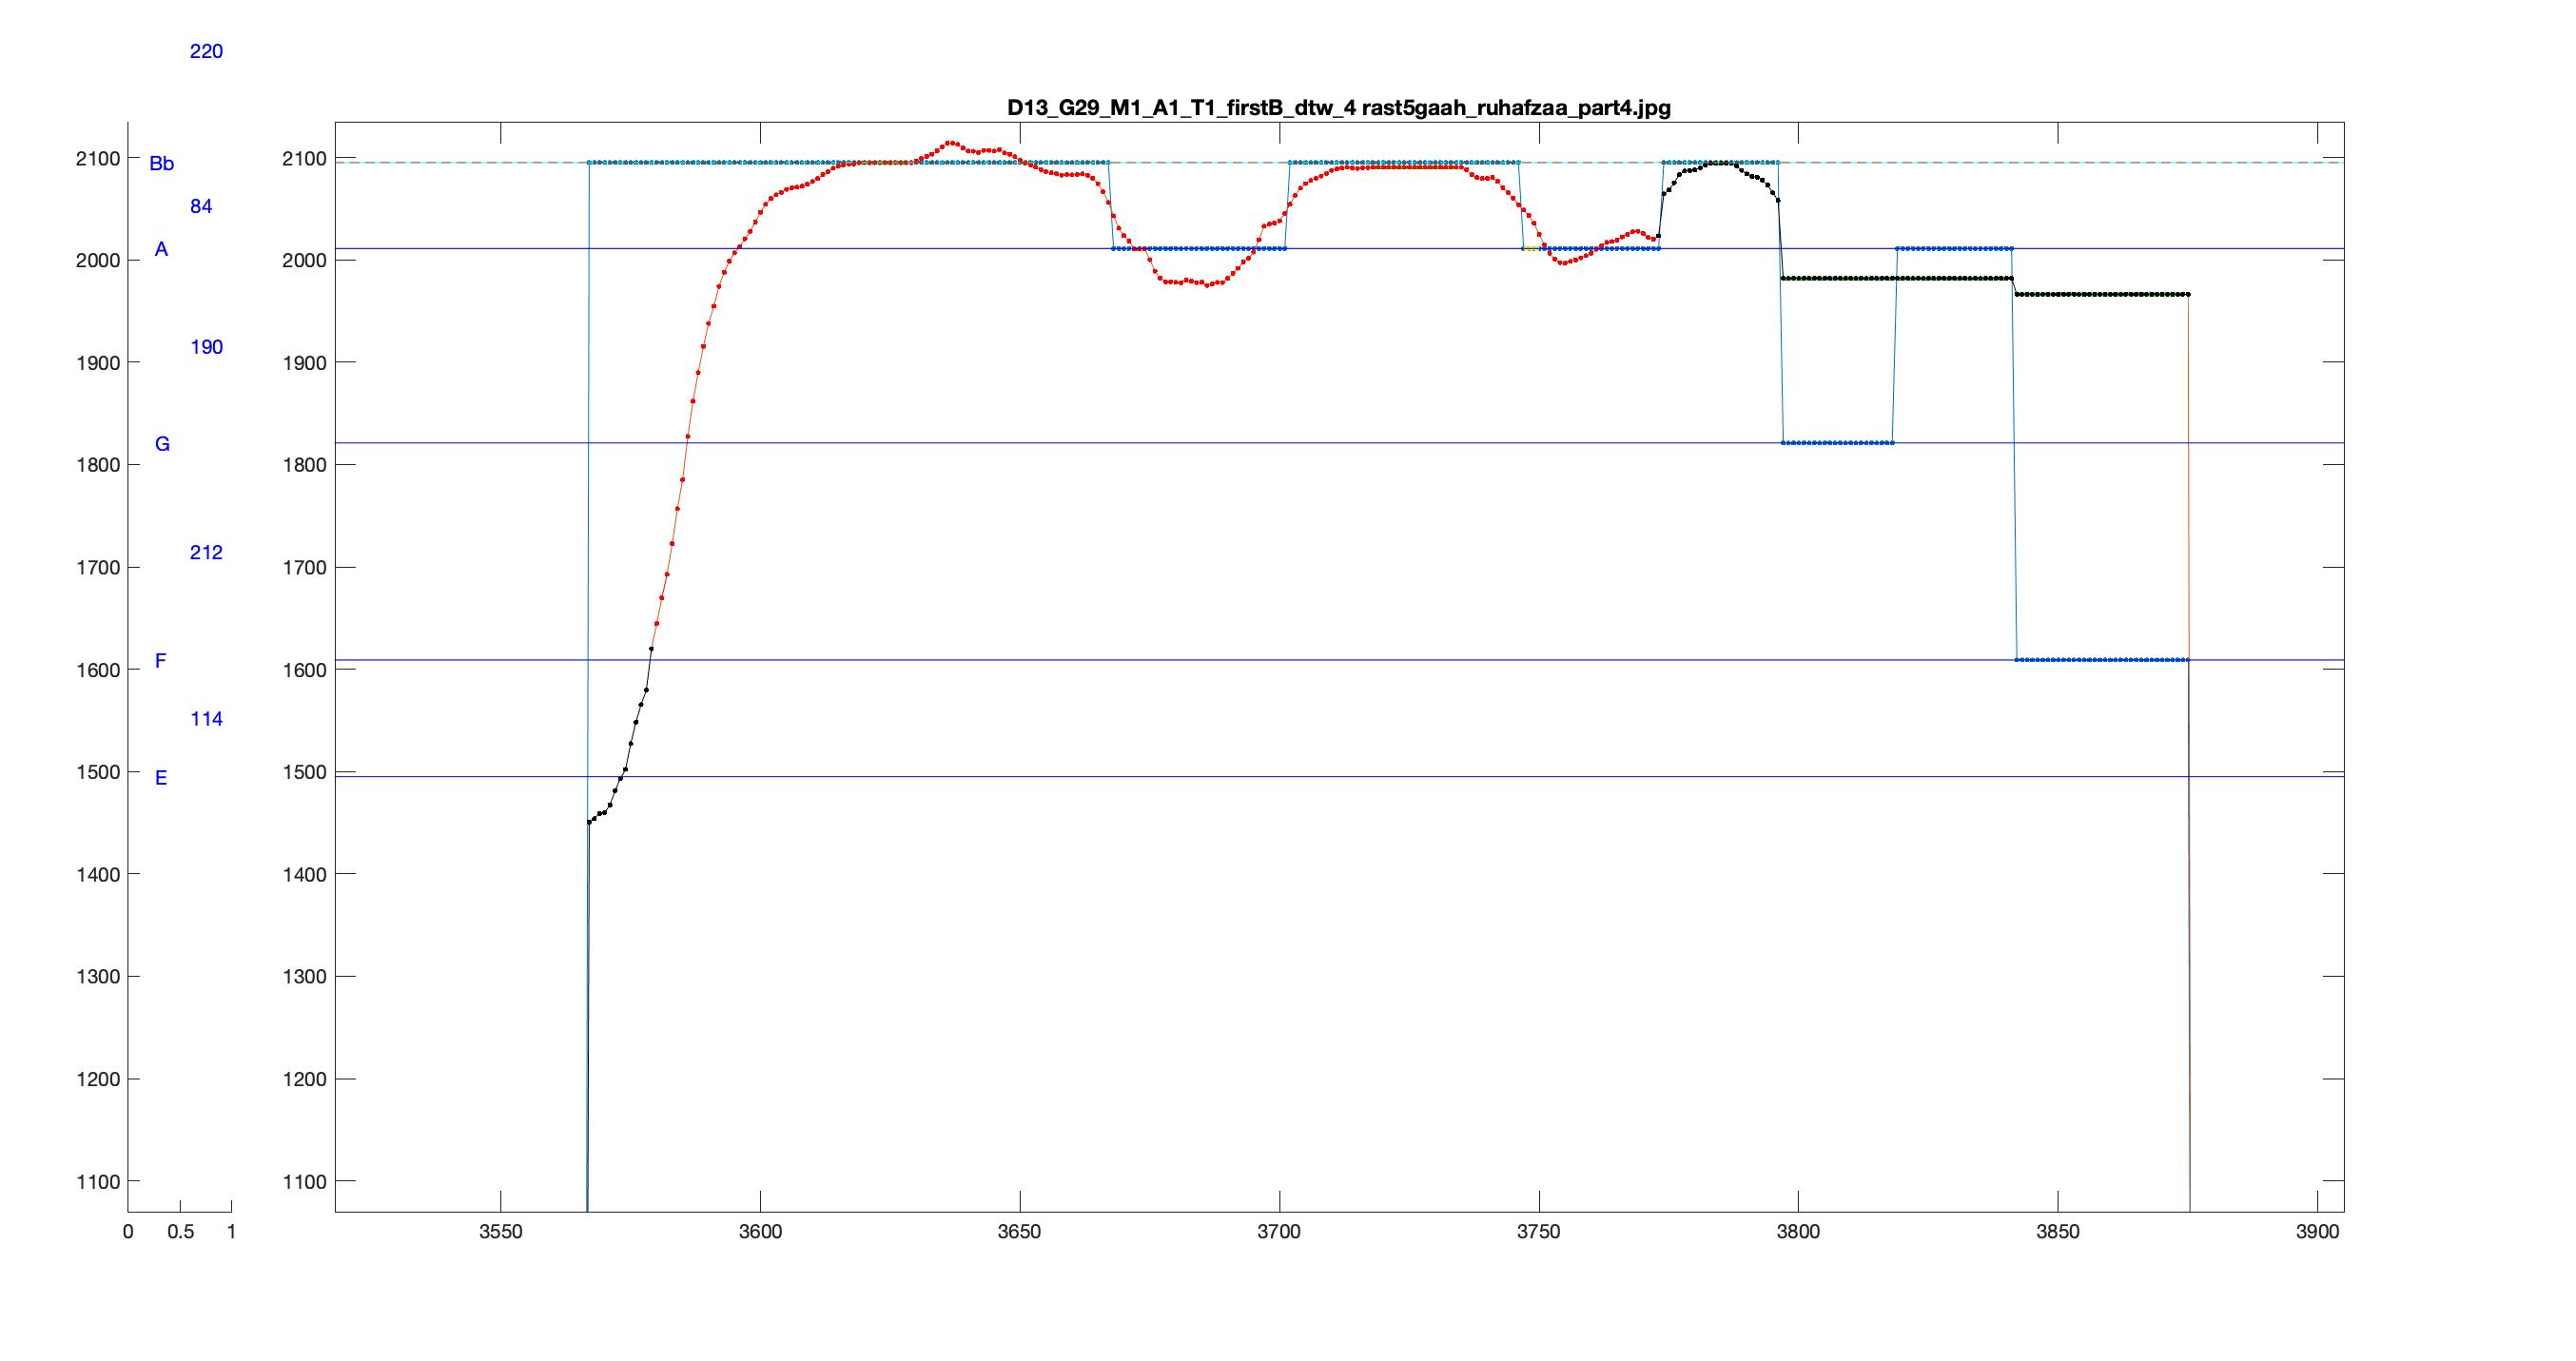 220
D13_G29_M1_A1_T1_firstB_dtw_4 rast5gaah_ruhafzaa_part4.jpg
2100 Bb 2100
84
A
2000 2000
190
1900 1900
G
1800 1800
212
1700 1700
F
1600 1600
114
1500 E 1500
1400 1400
1300 1300
1200 1200
1100 1100
0 0.5 1 3550 3600 3650 3700 3750 3800 3850 3900